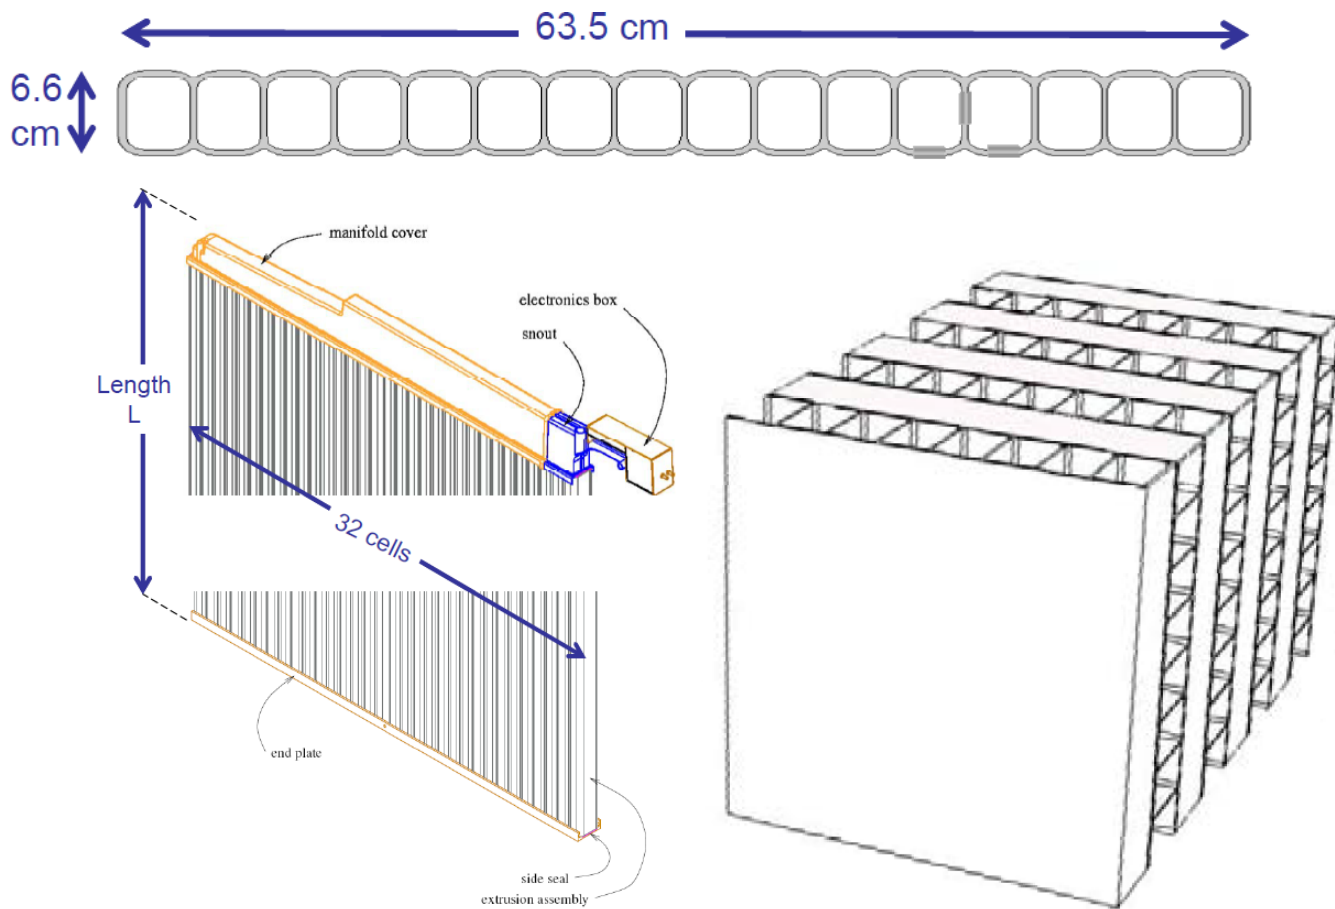 63.5 cm
6.6
cm
manifold cover
electronics box
snout
Length
L
32 cells
end plate
side seal
extrusion assembly